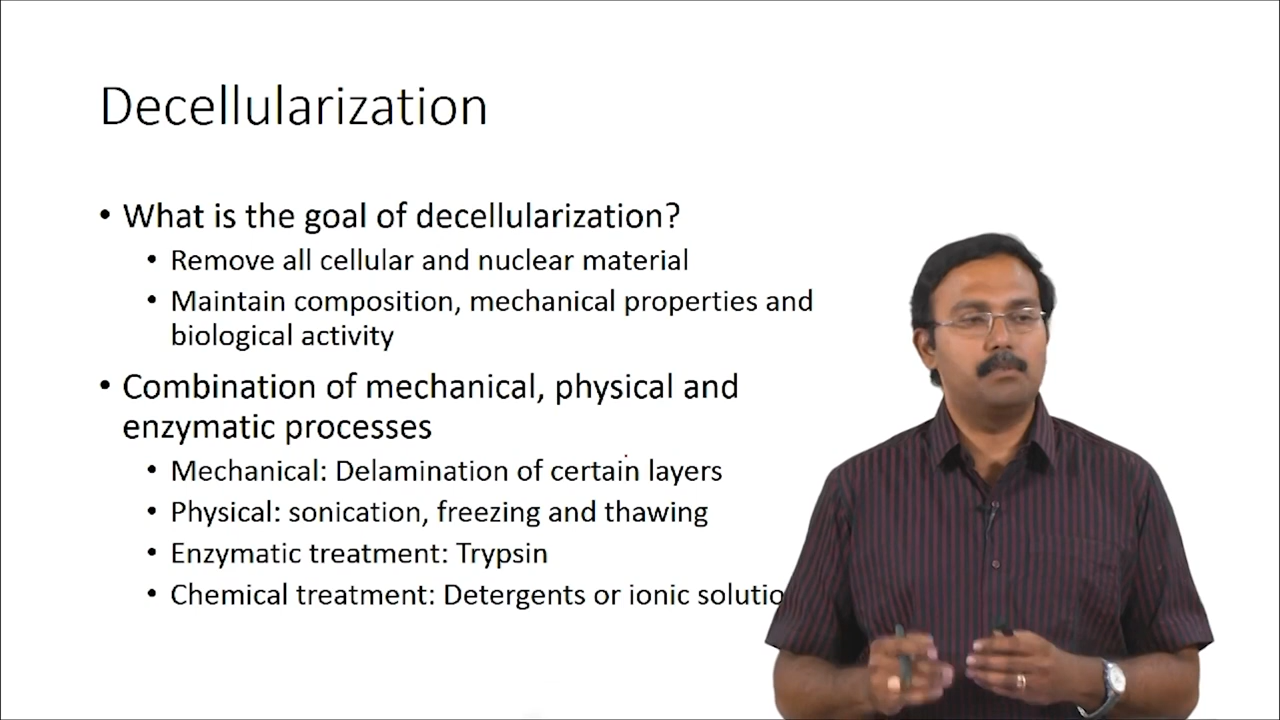 Decellularization
• What is the goal of decellularization?
• Remove all cellular and nuclear material
• Maintain composition, mechanical properties and
biological activity
• Combination of mechanical, physical and
enzymatic processes
• Mechanical: Delamination of certain layers
• Physical: sonication, freezing and thawing
• Enzymatic treatment: Trypsin
• Chemical treatment: Detergents or ionic solutio